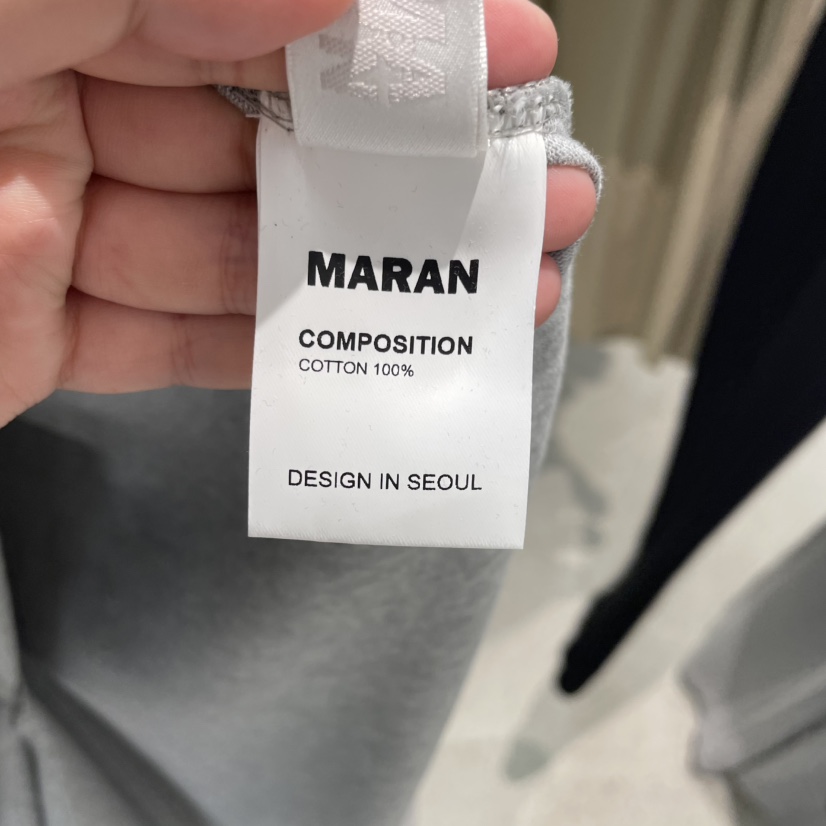 MARAN
COMPOSITION
COTTON 100%
DESIGN IN SEOUL